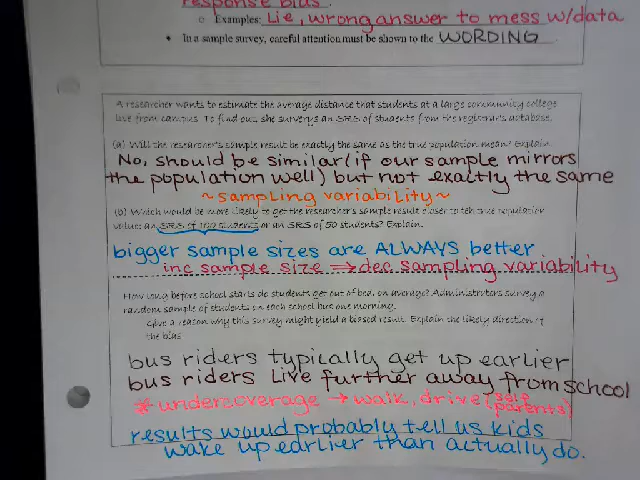 response bias.
Examples: Lie, wrong answer to mess w/data
In a sample survey, careful attention must be shown to the WORDING
A researcher wants to estimate the average distance that students at a large community college
live from campus. To find out, she surveys an SRS of students from the registrar's database.
(a) Will the researcher's sample result be exactly the same as the true population mean? Explain.
No, should be similar (if our sample mirrors
the population well) but not exactly the same
~sampling variability~
(b) Which would be more likely to get the researcher's sample result closer to teh true population
value: an SRS of 100 students or an SRS of 50 students? Explain.
bigger sample sizes are ALWAYS better
inc sample size ⇒ dec sampling variability
How long before school starts do students get out of bed, on average? Administrators survey a
random sample of students on each school bus one morning.
Give a reason why this survey might yield a biased result. Explain the likely direction of
the bias.
bus riders typically get up earlier
bus riders live further away from school
* undercoverage → walk, drive (self, parents)
results would probably tell us kids
wake up earlier than actually do.